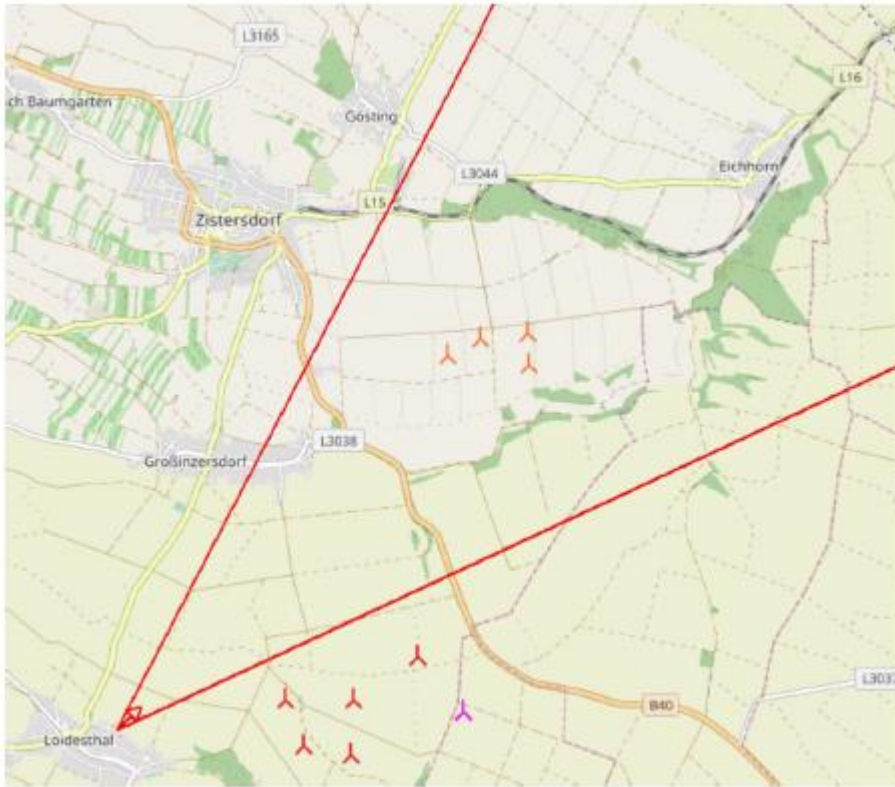 L3165
ch Baumgarten
L16
Gösting
Eichhorn
L3044
L15
Zistersdorf
L3038
Großinzersdorf
L3037
B40
Loidesthal